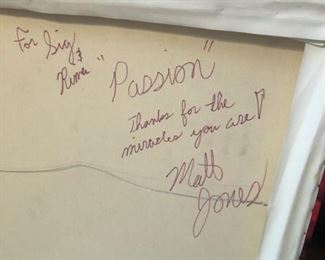 For Sig
&
Rima
"Passion"
Thanks for the
miracles you are!
Matt
Jones